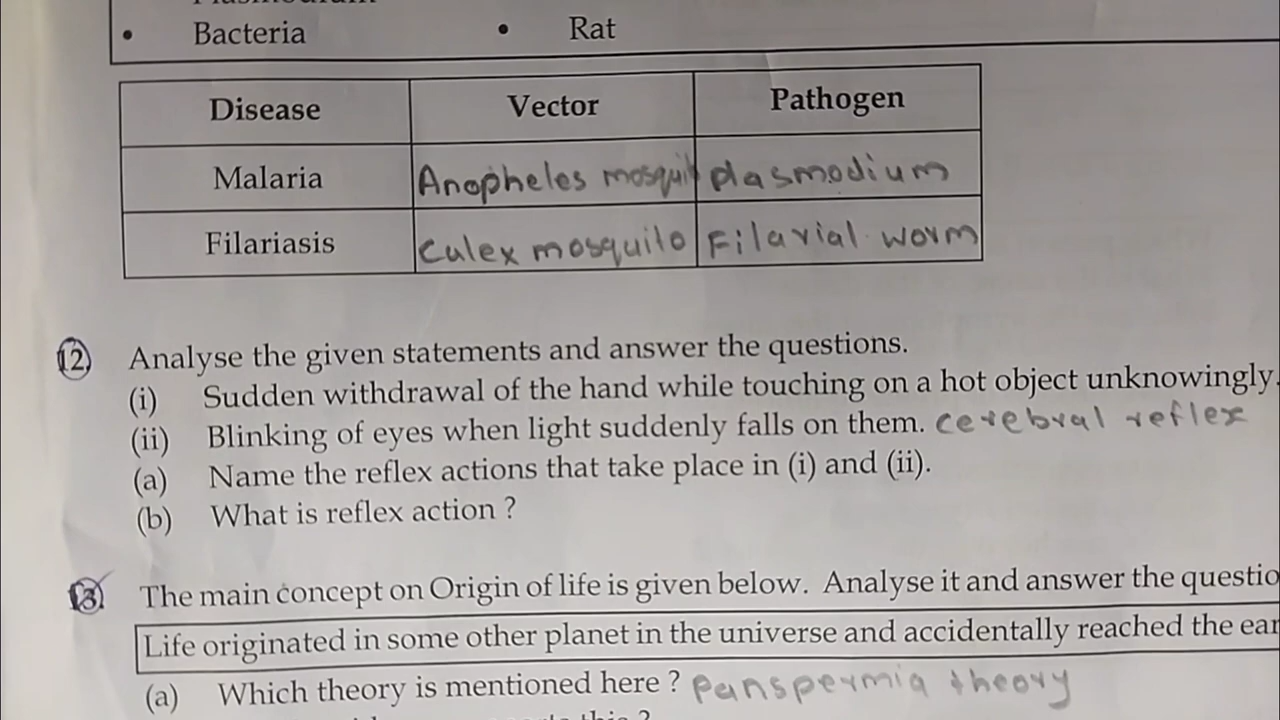 • Bacteria • Rat
Disease Vector Pathogen
Malaria Anopheles mosquit plasmodium
Filariasis Culex mosquito Filarial worm
12) Analyse the given statements and answer the questions.
(i) Sudden withdrawal of the hand while touching on a hot object unknowingly.
(ii) Blinking of eyes when light suddenly falls on them. cerebral reflex
(a) Name the reflex actions that take place in (i) and (ii).
(b) What is reflex action ?
13. The main concept on Origin of life is given below. Analyse it and answer the questio
Life originated in some other planet in the universe and accidentally reached the ear
(a) Which theory is mentioned here ? Panspermia theory